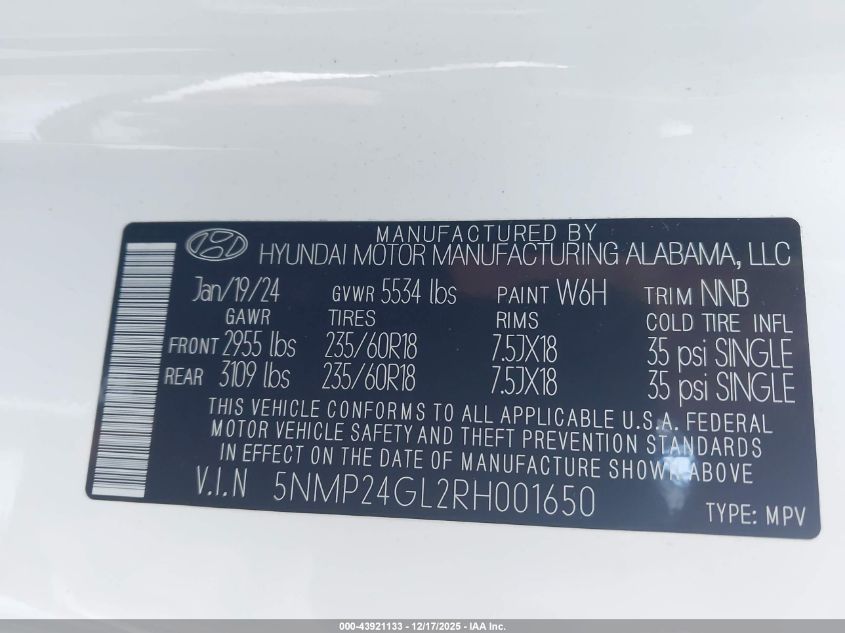 MANUFACTURED BY
HYUNDAI MOTOR MANUFACTURING ALABAMA, LLC
Jan/19/24 GVWR 5534 lbs PAINT W6H TRIM NNB
GAWR TIRES RIMS COLD TIRE INFL
FRONT 2955 lbs 235/60R18 7.5JX18 35 psi SINGLE
REAR 3109 lbs 235/60R18 7.5JX18 35 psi SINGLE
THIS VEHICLE CONFORMS TO ALL APPLICABLE U.S.A. FEDERAL
MOTOR VEHICLE SAFETY AND THEFT PREVENTION STANDARDS
IN EFFECT ON THE DATE OF MANUFACTURE SHOWN ABOVE
V.I.N 5NMP24GL2RH001650 TYPE: MPV
000-43921133 - 12/17/2025 - IAA Inc.